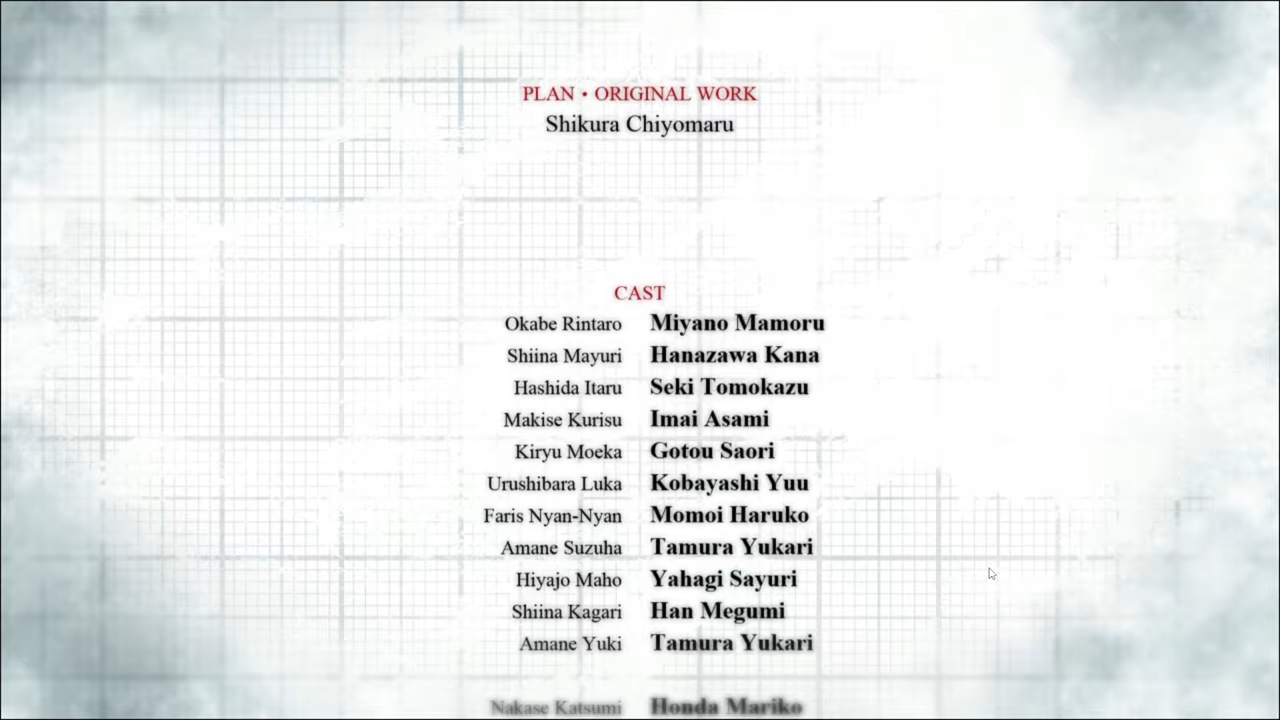 PLAN • ORIGINAL WORK
Shikura Chiyomaru
CAST
Okabe Rintaro Miyano Mamoru
Shiina Mayuri Hanazawa Kana
Hashida Itaru Seki Tomokazu
Makise Kurisu Imai Asami
Kiryu Moeka Gotou Saori
Urushibara Luka Kobayashi Yuu
Faris Nyan-Nyan Momoi Haruko
Amane Suzuha Tamura Yukari
Hiyajo Maho Yahagi Sayuri
Shiina Kagari Han Megumi
Amane Yuki Tamura Yukari
Nakase Katsumi Honda Mariko